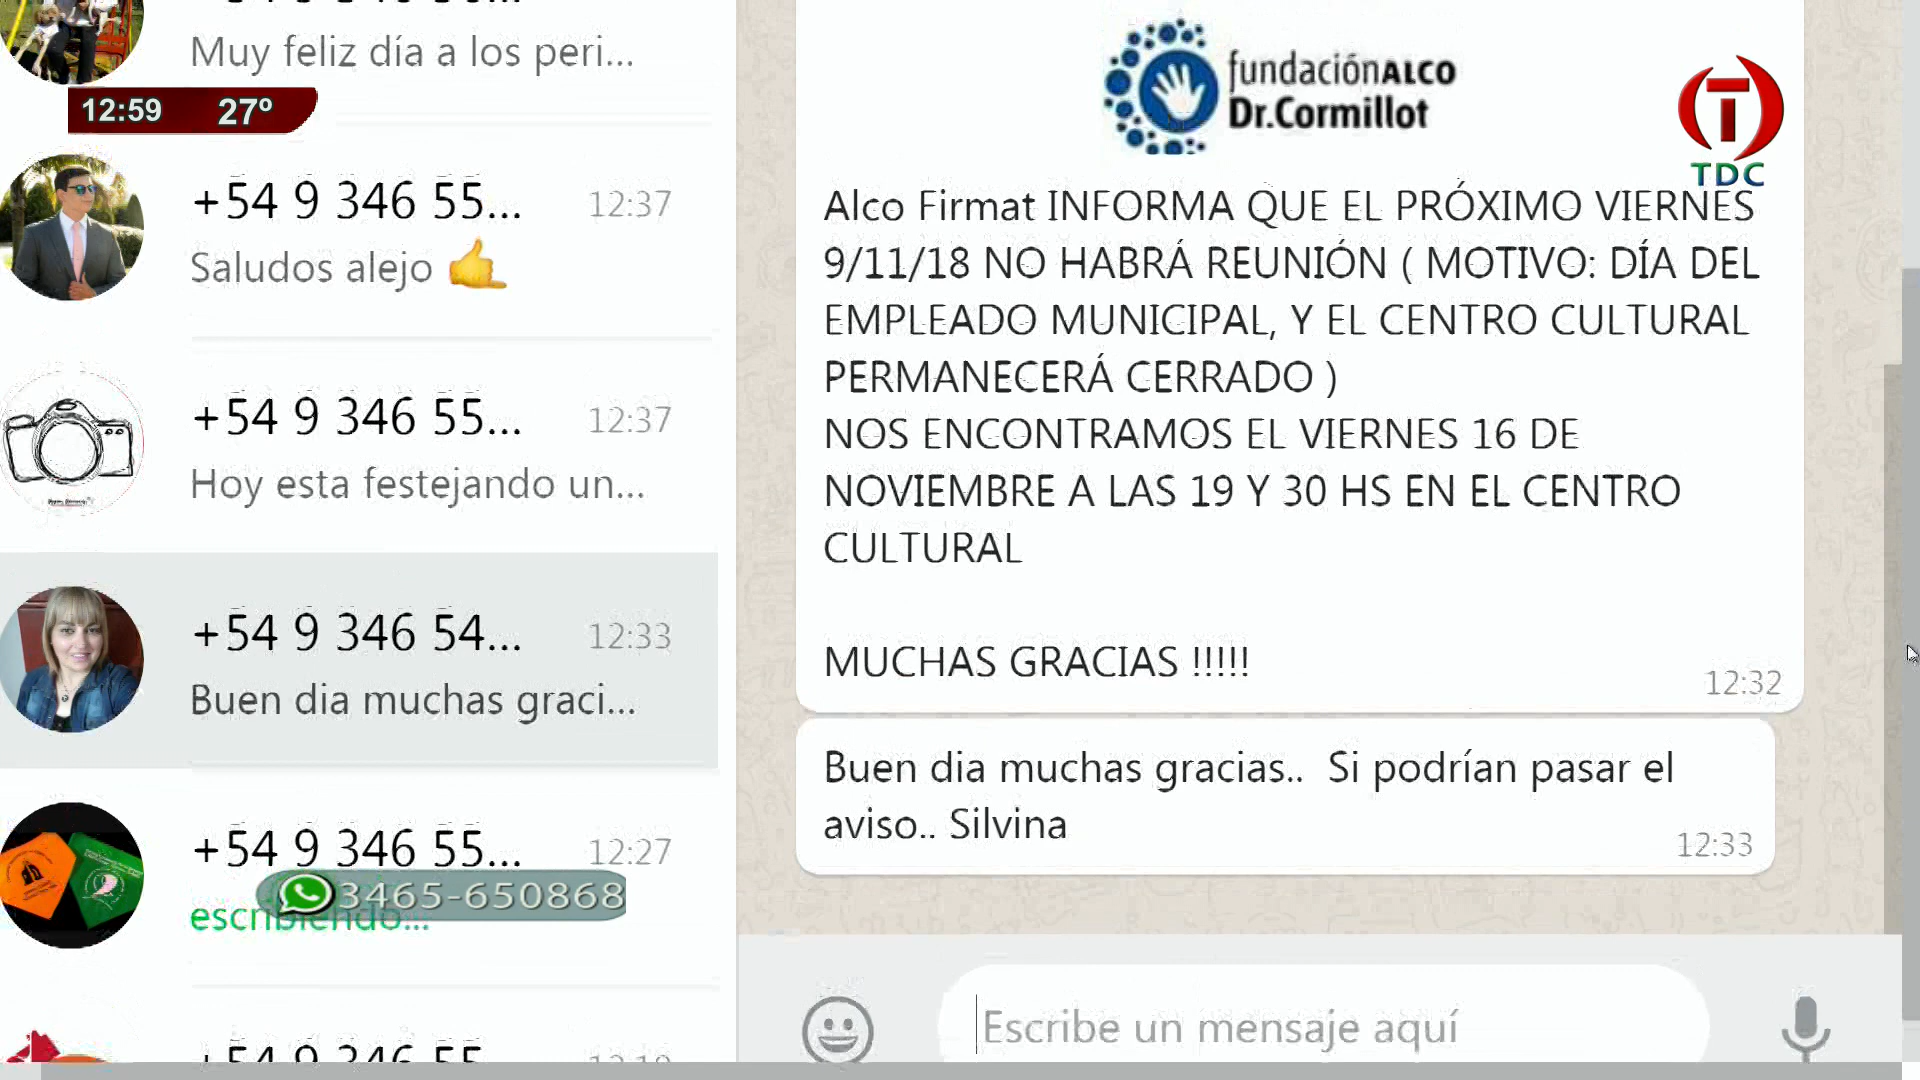 Muy feliz día a los peri...
12:59 27º
+54 9 346 55... 12:37
Saludos alejo
+54 9 346 55... 12:37
Hoy esta festejando un...
+54 9 346 54... 12:33
Buen dia muchas graci...
+54 9 346 55... 12:27
escribiendo...
3465-650868
fundaciónALCO
Dr.Cormillot
TDC
Alco Firmat INFORMA QUE EL PRÓXIMO VIERNES
9/11/18 NO HABRÁ REUNIÓN ( MOTIVO: DÍA DEL
EMPLEADO MUNICIPAL, Y EL CENTRO CULTURAL
PERMANECERÁ CERRADO )
NOS ENCONTRAMOS EL VIERNES 16 DE
NOVIEMBRE A LAS 19 Y 30 HS EN EL CENTRO
CULTURAL
MUCHAS GRACIAS !!!!!
12:32
Buen dia muchas gracias.. Si podrían pasar el
aviso.. Silvina
12:33
Escribe un mensaje aquí